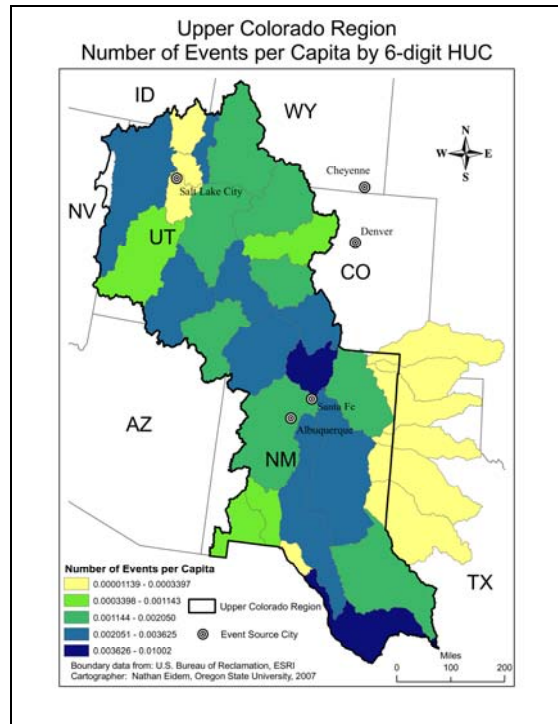 Upper Colorado Region
Number of Events per Capita by 6-digit HUC
ID
WY
N
W E
S
Cheyenne
Salt Lake City
NV
Denver
UT
CO
Santa Fe
AZ
Albuquerque
NM
Number of Events per Capita
0.00001139 - 0.0003397
0.0003398 - 0.001143
0.001144 - 0.002050
0.002051 - 0.003625
0.003626 - 0.01002
Upper Colorado Region
Event Source City
TX
Miles
0 100 200
Boundary data from: U.S. Bureau of Reclamation, ESRI
Cartographer: Nathan Eidem, Oregon State University, 2007